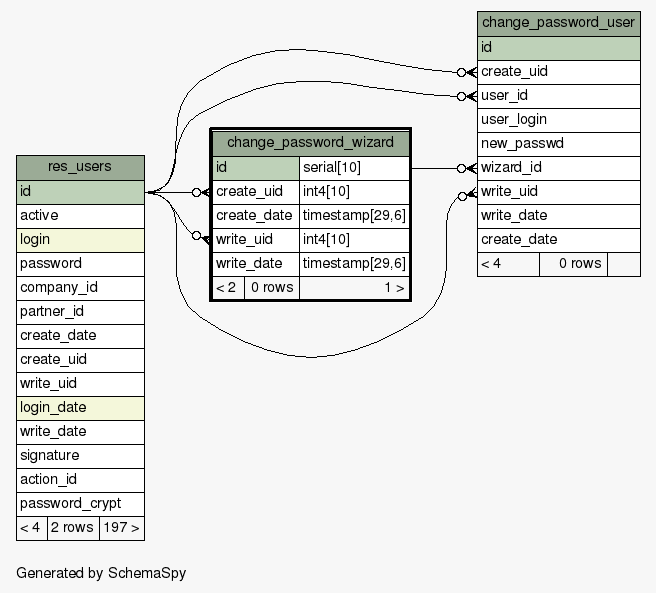 change_password_user
id
create_uid
user_id
user_login
new_passwd
wizard_id
write_uid
write_date
create_date
< 4 0 rows
change_password_wizard
id serial[10]
create_uid int4[10]
create_date timestamp[29,6]
write_uid int4[10]
write_date timestamp[29,6]
< 2 0 rows 1 >
res_users
id
active
login
password
company_id
partner_id
create_date
create_uid
write_uid
login_date
write_date
signature
action_id
password_crypt
< 4 2 rows 197 >
Generated by SchemaSpy